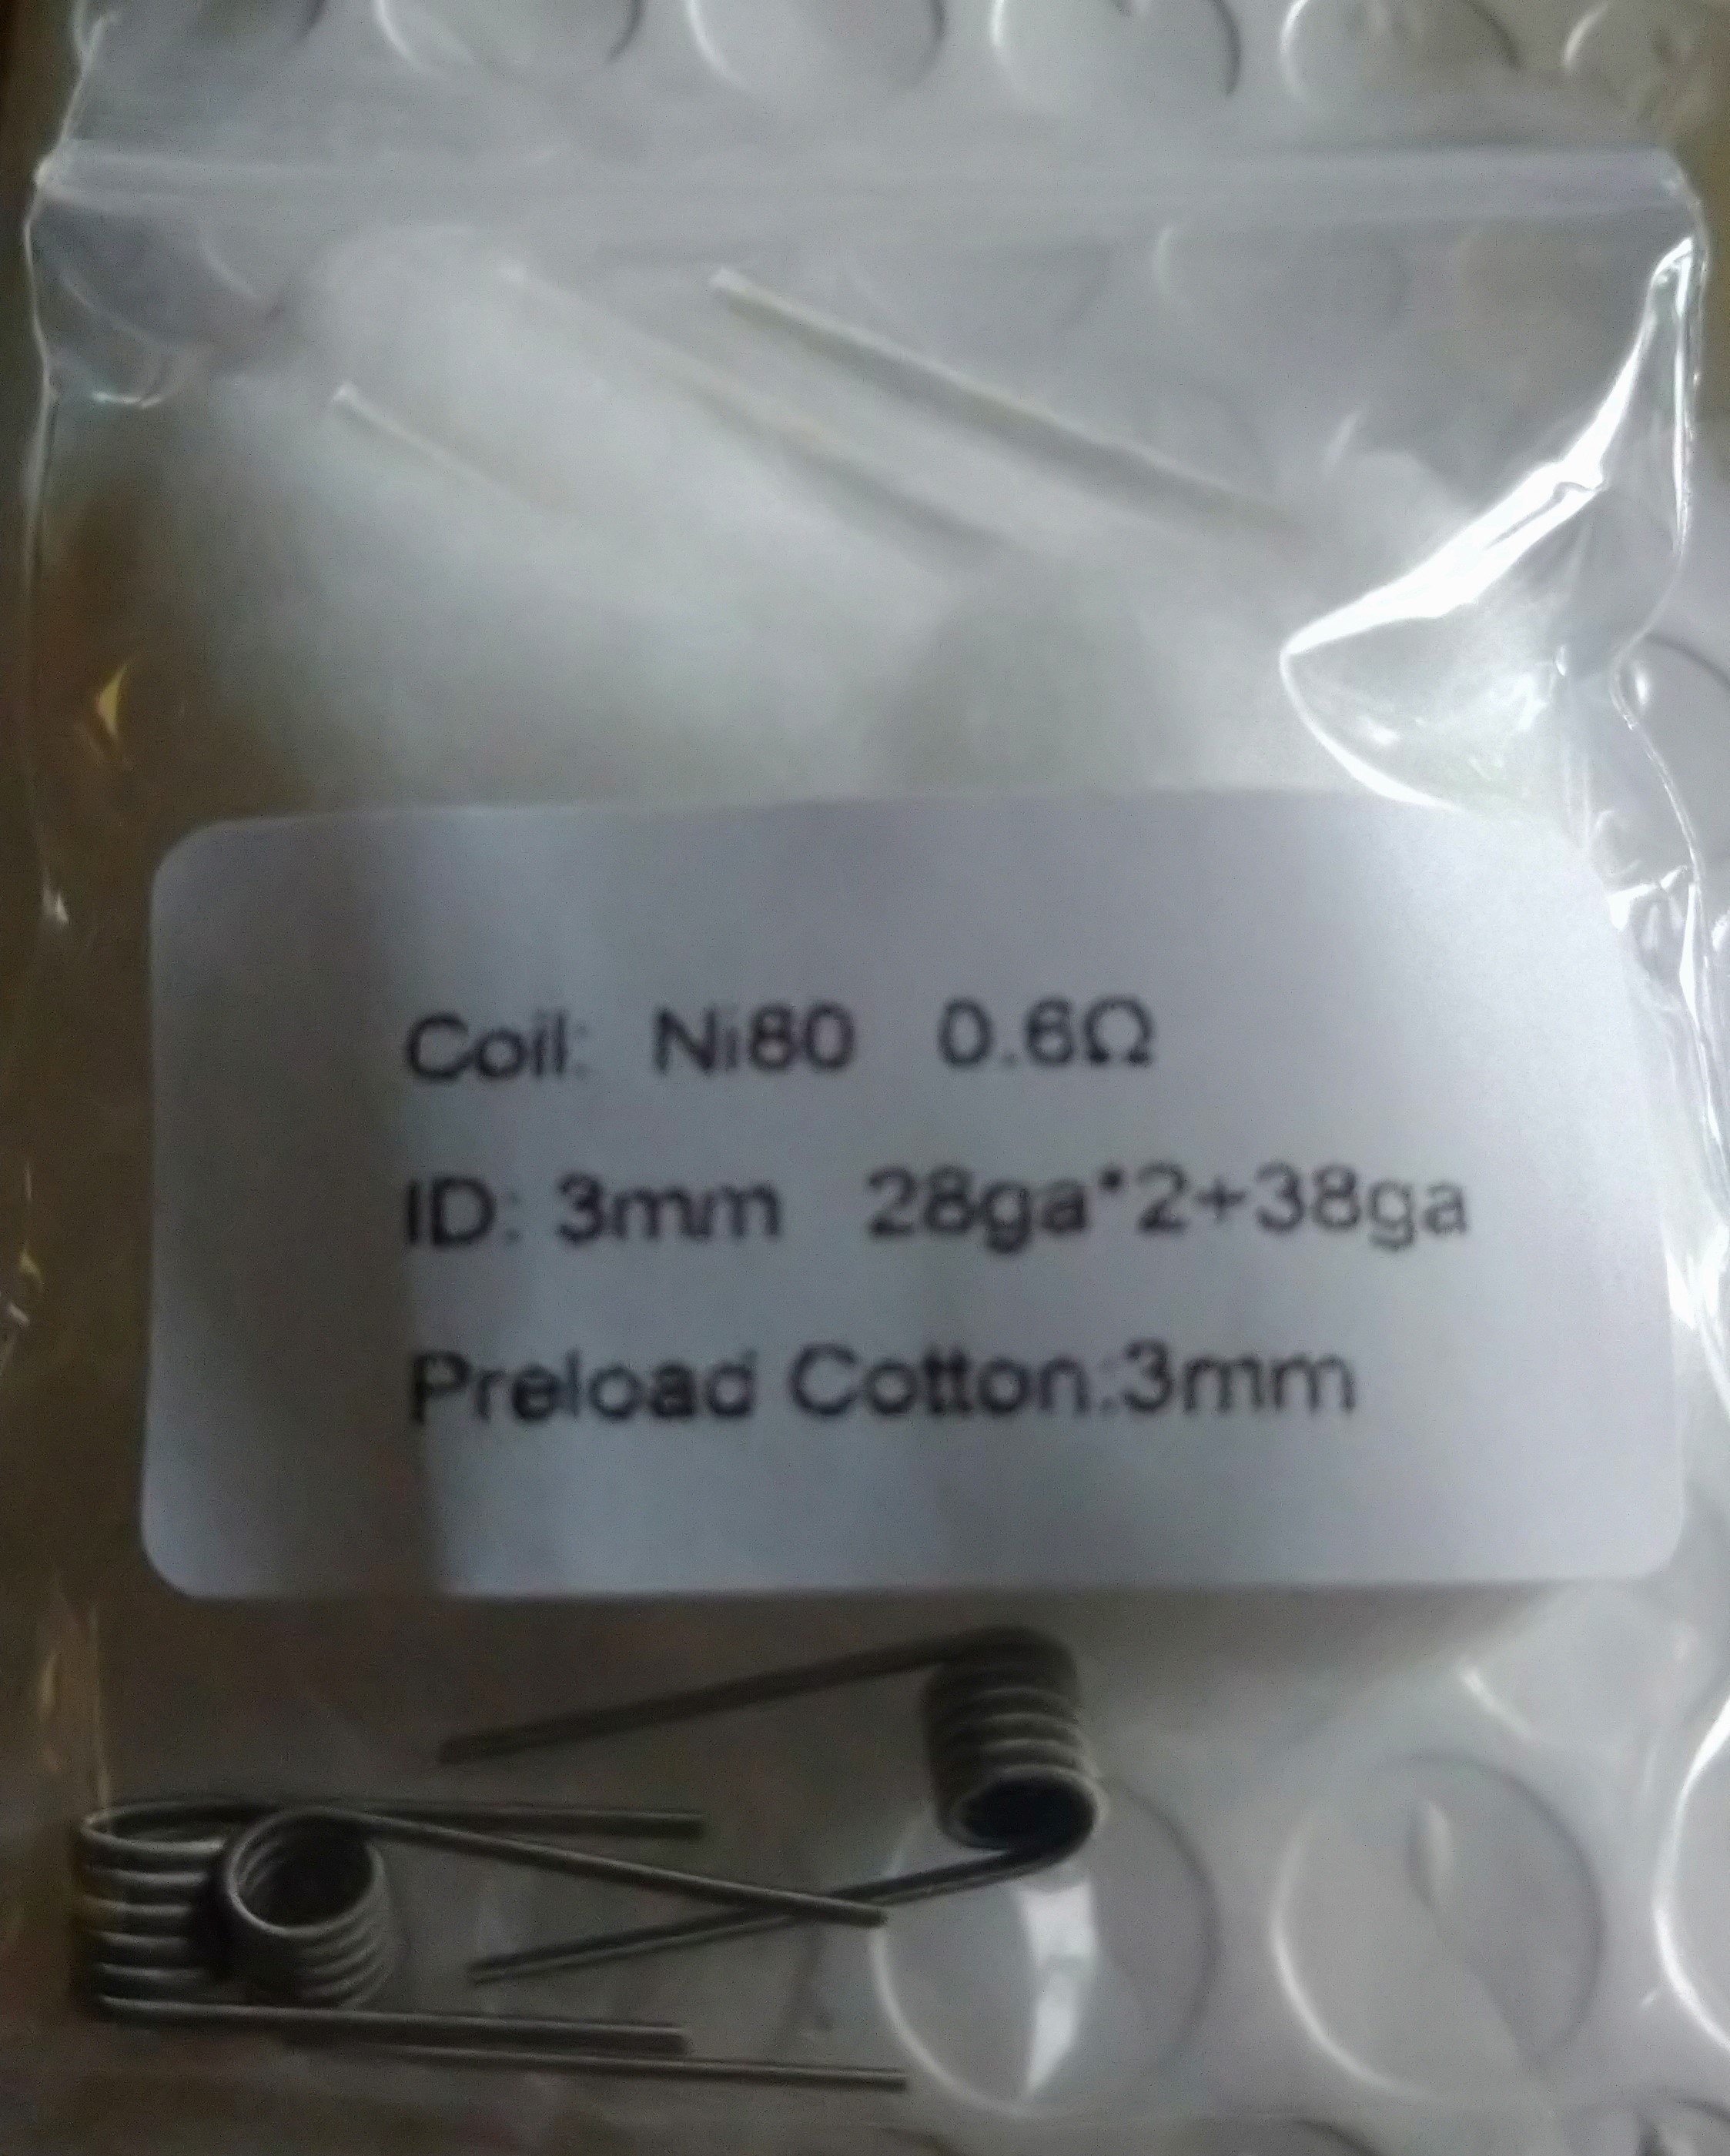 Coil: Ni80 0.6Ω
ID: 3mm 28ga*2+38ga
Preload Cotton:3mm